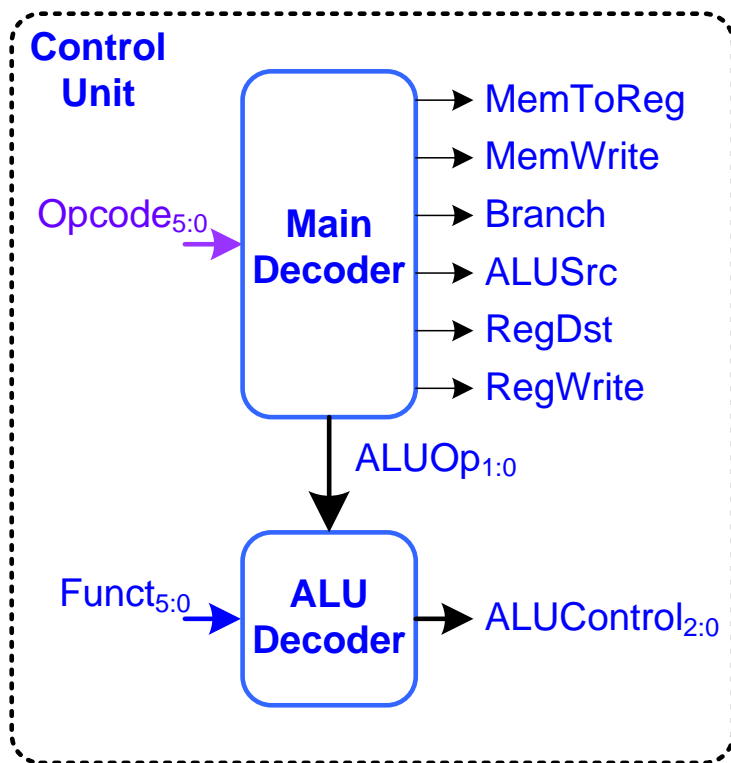 Control
Unit
MemToReg
MemWrite
Opcode5:0
Branch
Main
Decoder
ALUSrc
RegDst
RegWrite
ALUOp1:0
Funct5:0
ALU
Decoder
ALUControl2:0